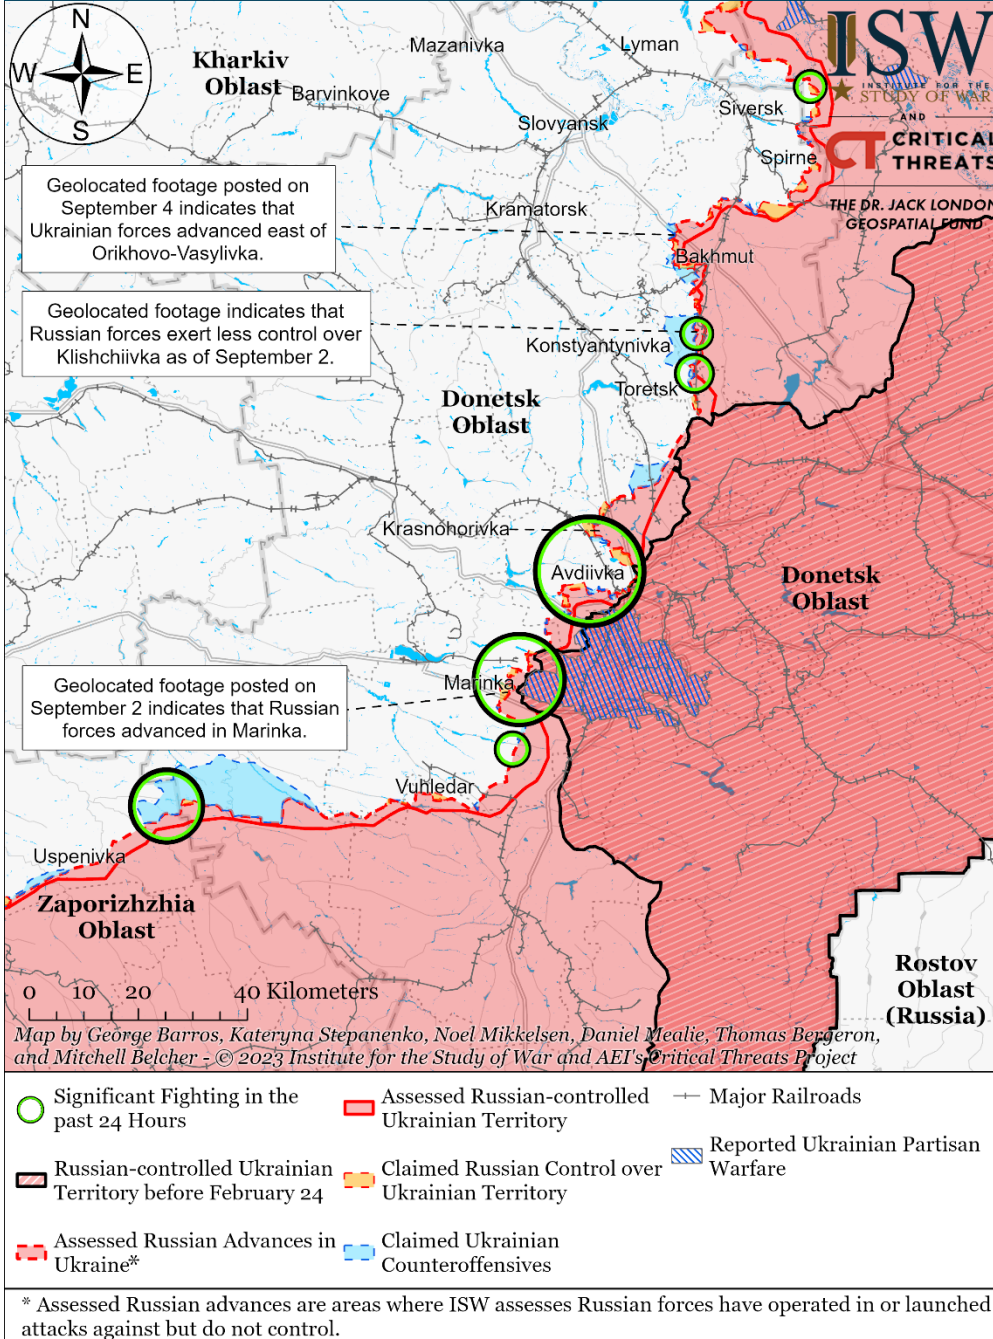 N
W
E
S
Kharkiv
Oblast
Mazanivka
Lyman
Barvinkove
Slovyansk
Siversk
Spirne
Kramatorsk
ISW
INSTITUTE FOR THE
STUDY OF WAR
AND
CT
CRITICAL
THREATS
THE DR. JACK LONDON
GEOSPATIAL FUND
Geolocated footage posted on
September 4 indicates that
Ukrainian forces advanced east of
Orikhovo-Vasylivka.
Bakhmut
Geolocated footage indicates that
Russian forces exert less control over
Klishchiivka as of September 2.
Konstyantynivka
Toretsk
Donetsk
Oblast
Krasnohorivka
Avdiivka
Donetsk
Oblast
Marinka
Geolocated footage posted on
September 2 indicates that Russian
forces advanced in Marinka.
Vuhledar
Uspenivka
Zaporizhzhia
Oblast
Rostov
Oblast
(Russia)
0 10 20 40 Kilometers
Map by George Barros, Kateryna Stepanenko, Noel Mikkelsen, Daniel Mealie, Thomas Bergeron,
and Mitchell Belcher - © 2023 Institute for the Study of War and AEI's Critical Threats Project
Significant Fighting in the
past 24 Hours
Russian-controlled Ukrainian
Territory before February 24
Assessed Russian Advances in
Ukraine*
Assessed Russian-controlled
Ukrainian Territory
Claimed Russian Control over
Ukrainian Territory
Claimed Ukrainian
Counteroffensives
Major Railroads
Reported Ukrainian Partisan
Warfare
* Assessed Russian advances are areas where ISW assesses Russian forces have operated in or launched
attacks against but do not control.